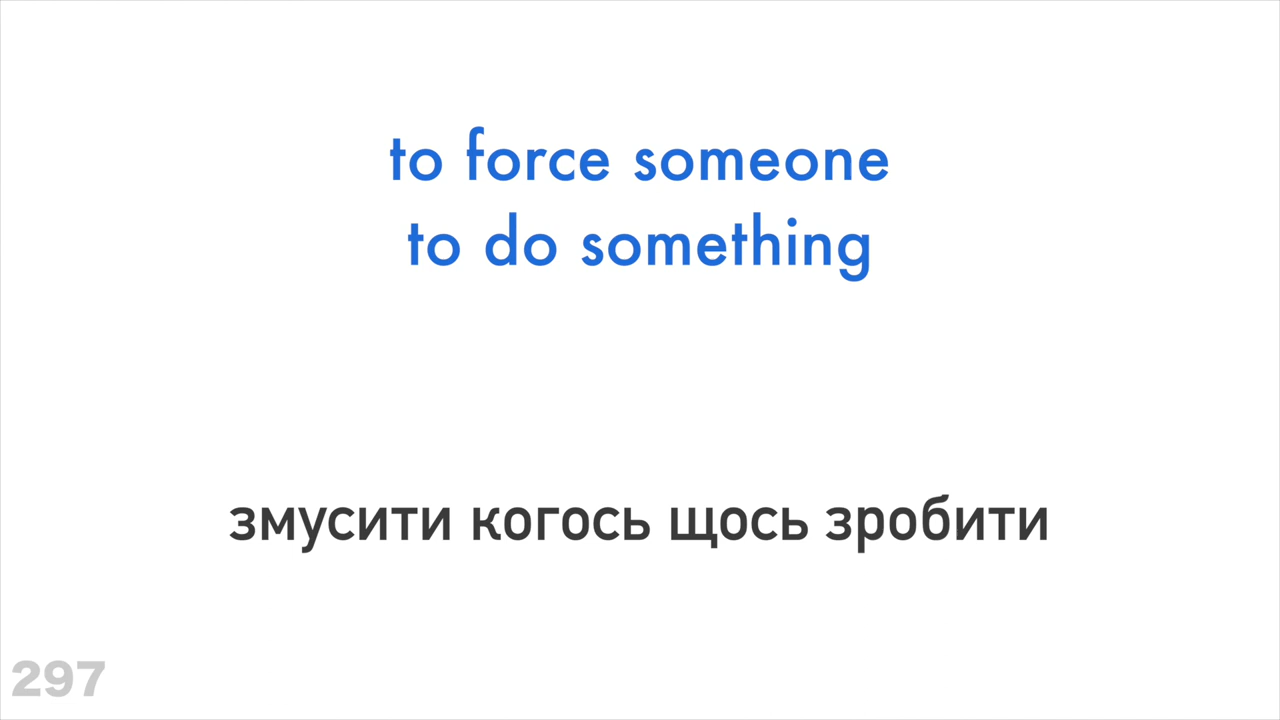 to force someone
to do something
змусити когось щось зробити
297